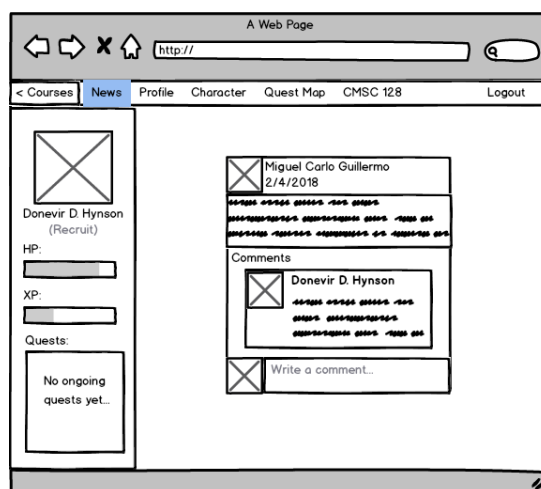 A Web Page
http://
< Courses News Profile Character Quest Map CMSC 128 Logout
Donevir D. Hynson
(Recruit)
HP:
XP:
Quests:
No ongoing
quests yet...
Miguel Carlo Guillermo
2/4/2018
Comments
Donevir D. Hynson
Write a comment...